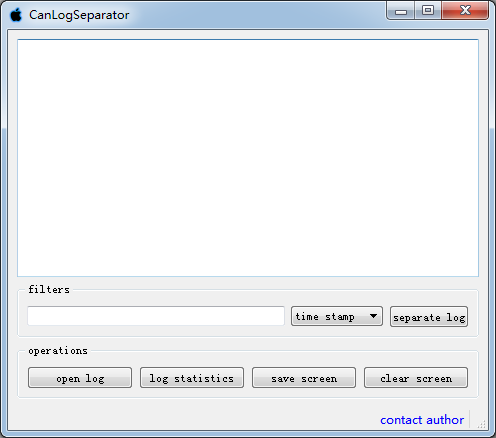 CanLogSeparator
filters
time stamp
separate log
operations
open log
log statistics
save screen
clear screen
contact author